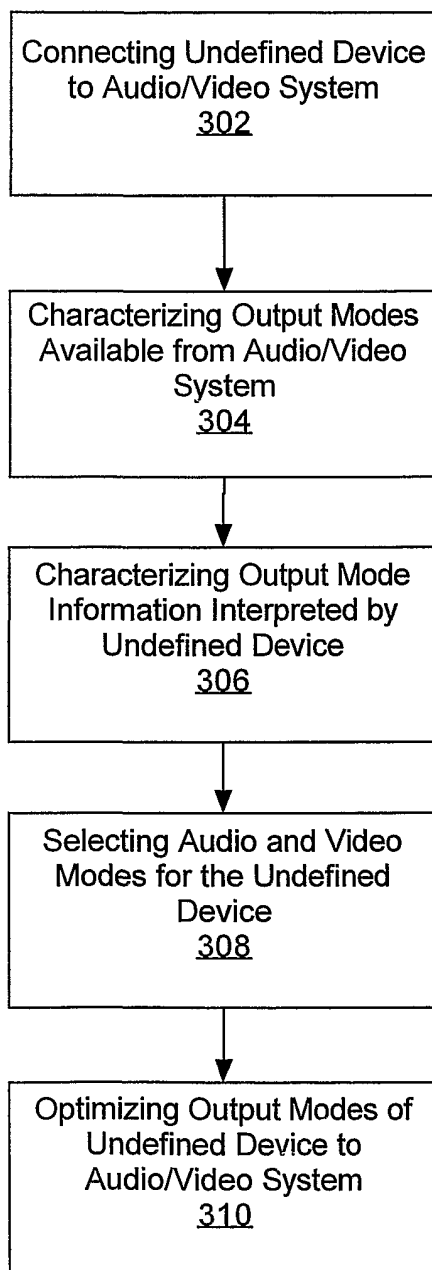 Connecting Undefined Device
to Audio/Video System
302
Characterizing Output Modes
Available from Audio/Video
System
304
Characterizing Output Mode
Information Interpreted by
Undefined Device
306
Selecting Audio and Video
Modes for the Undefined
Device
308
Optimizing Output Modes of
Undefined Device to
Audio/Video System
310